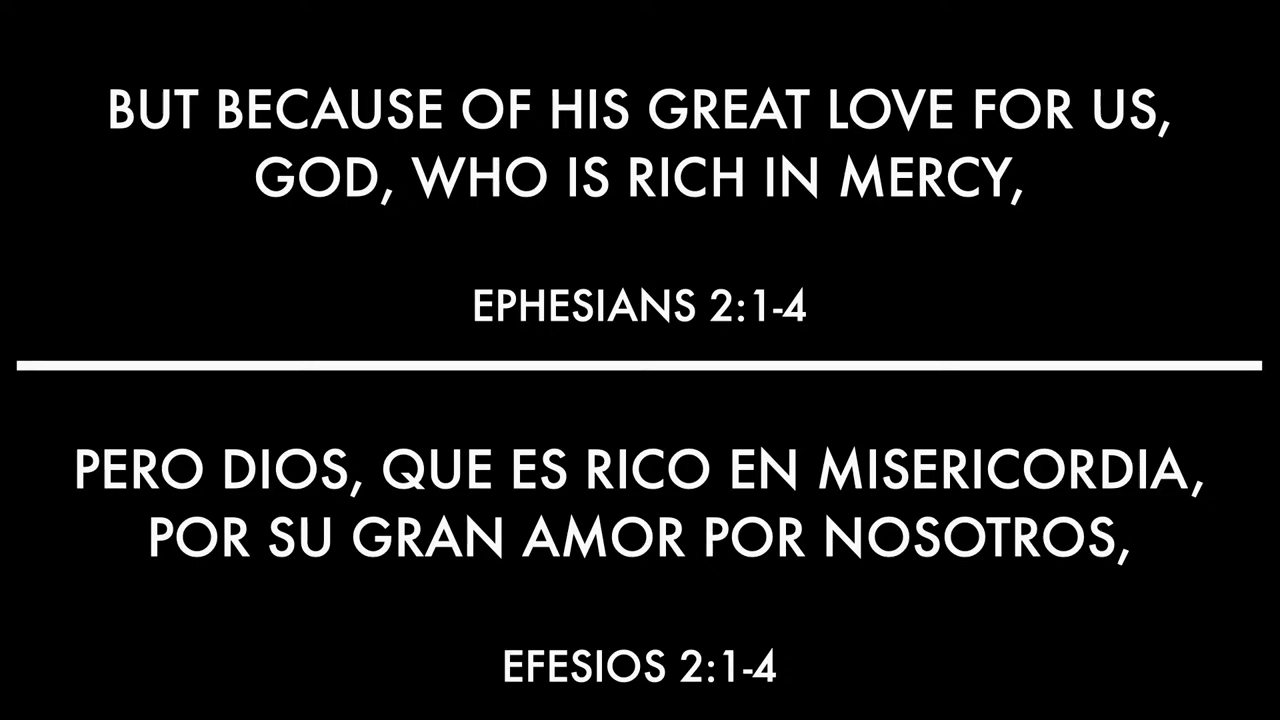 BUT BECAUSE OF HIS GREAT LOVE FOR US,
GOD, WHO IS RICH IN MERCY,
EPHESIANS 2:1-4
PERO DIOS, QUE ES RICO EN MISERICORDIA,
POR SU GRAN AMOR POR NOSOTROS,
EFESIOS 2:1-4